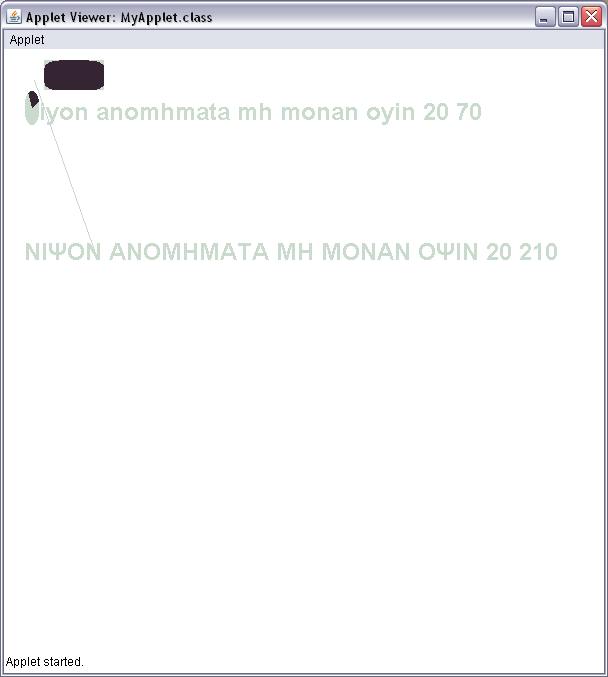 Applet Viewer: MyApplet.class
Applet
iyon anomhmata mh monan oyin 20 70
ΝΙΨΟΝ ΑΝΟΜΗΜΑΤΑ ΜΗ ΜΟΝΑΝ ΟΨΙΝ 20 210
Applet started.